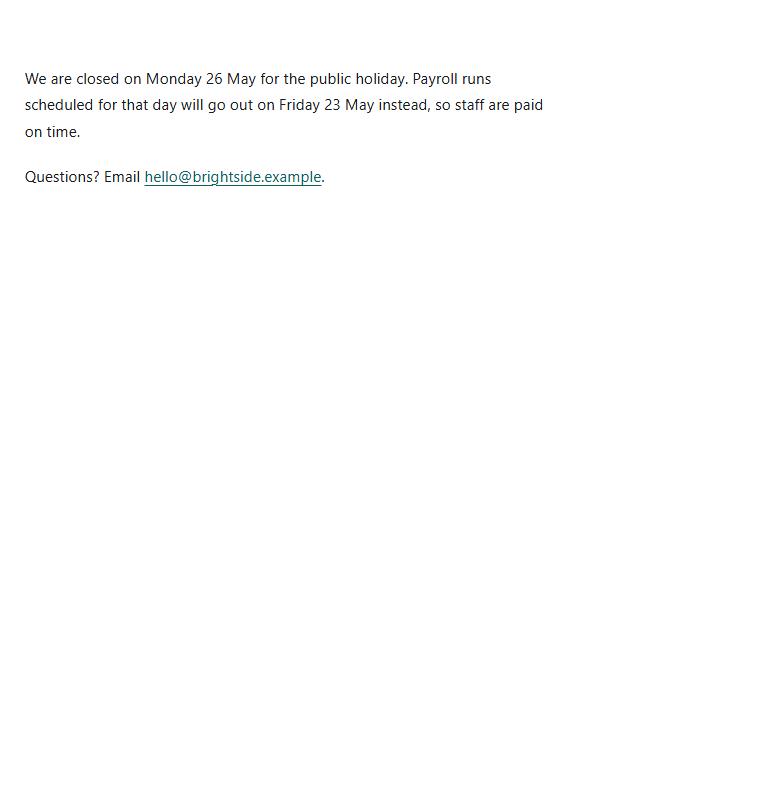 We are closed on Monday 26 May for the public holiday. Payroll runs
scheduled for that day will go out on Friday 23 May instead, so staff are paid
on time.
Questions? Email hello@brightside.example.